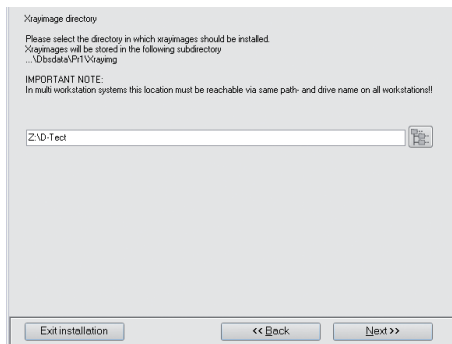 Xrayimage directory
Please select the directory in which xrayimages should be installed.
Xrayimages will be stored in the following subdirectory
...\Dbsdata\Pr1\Xrayimg
IMPORTANT NOTE:
In multi workstation systems this location must be reachable via same path- and drive name on all workstations!!
Z:\D-Tect
Exit installation
<< Back
Next >>